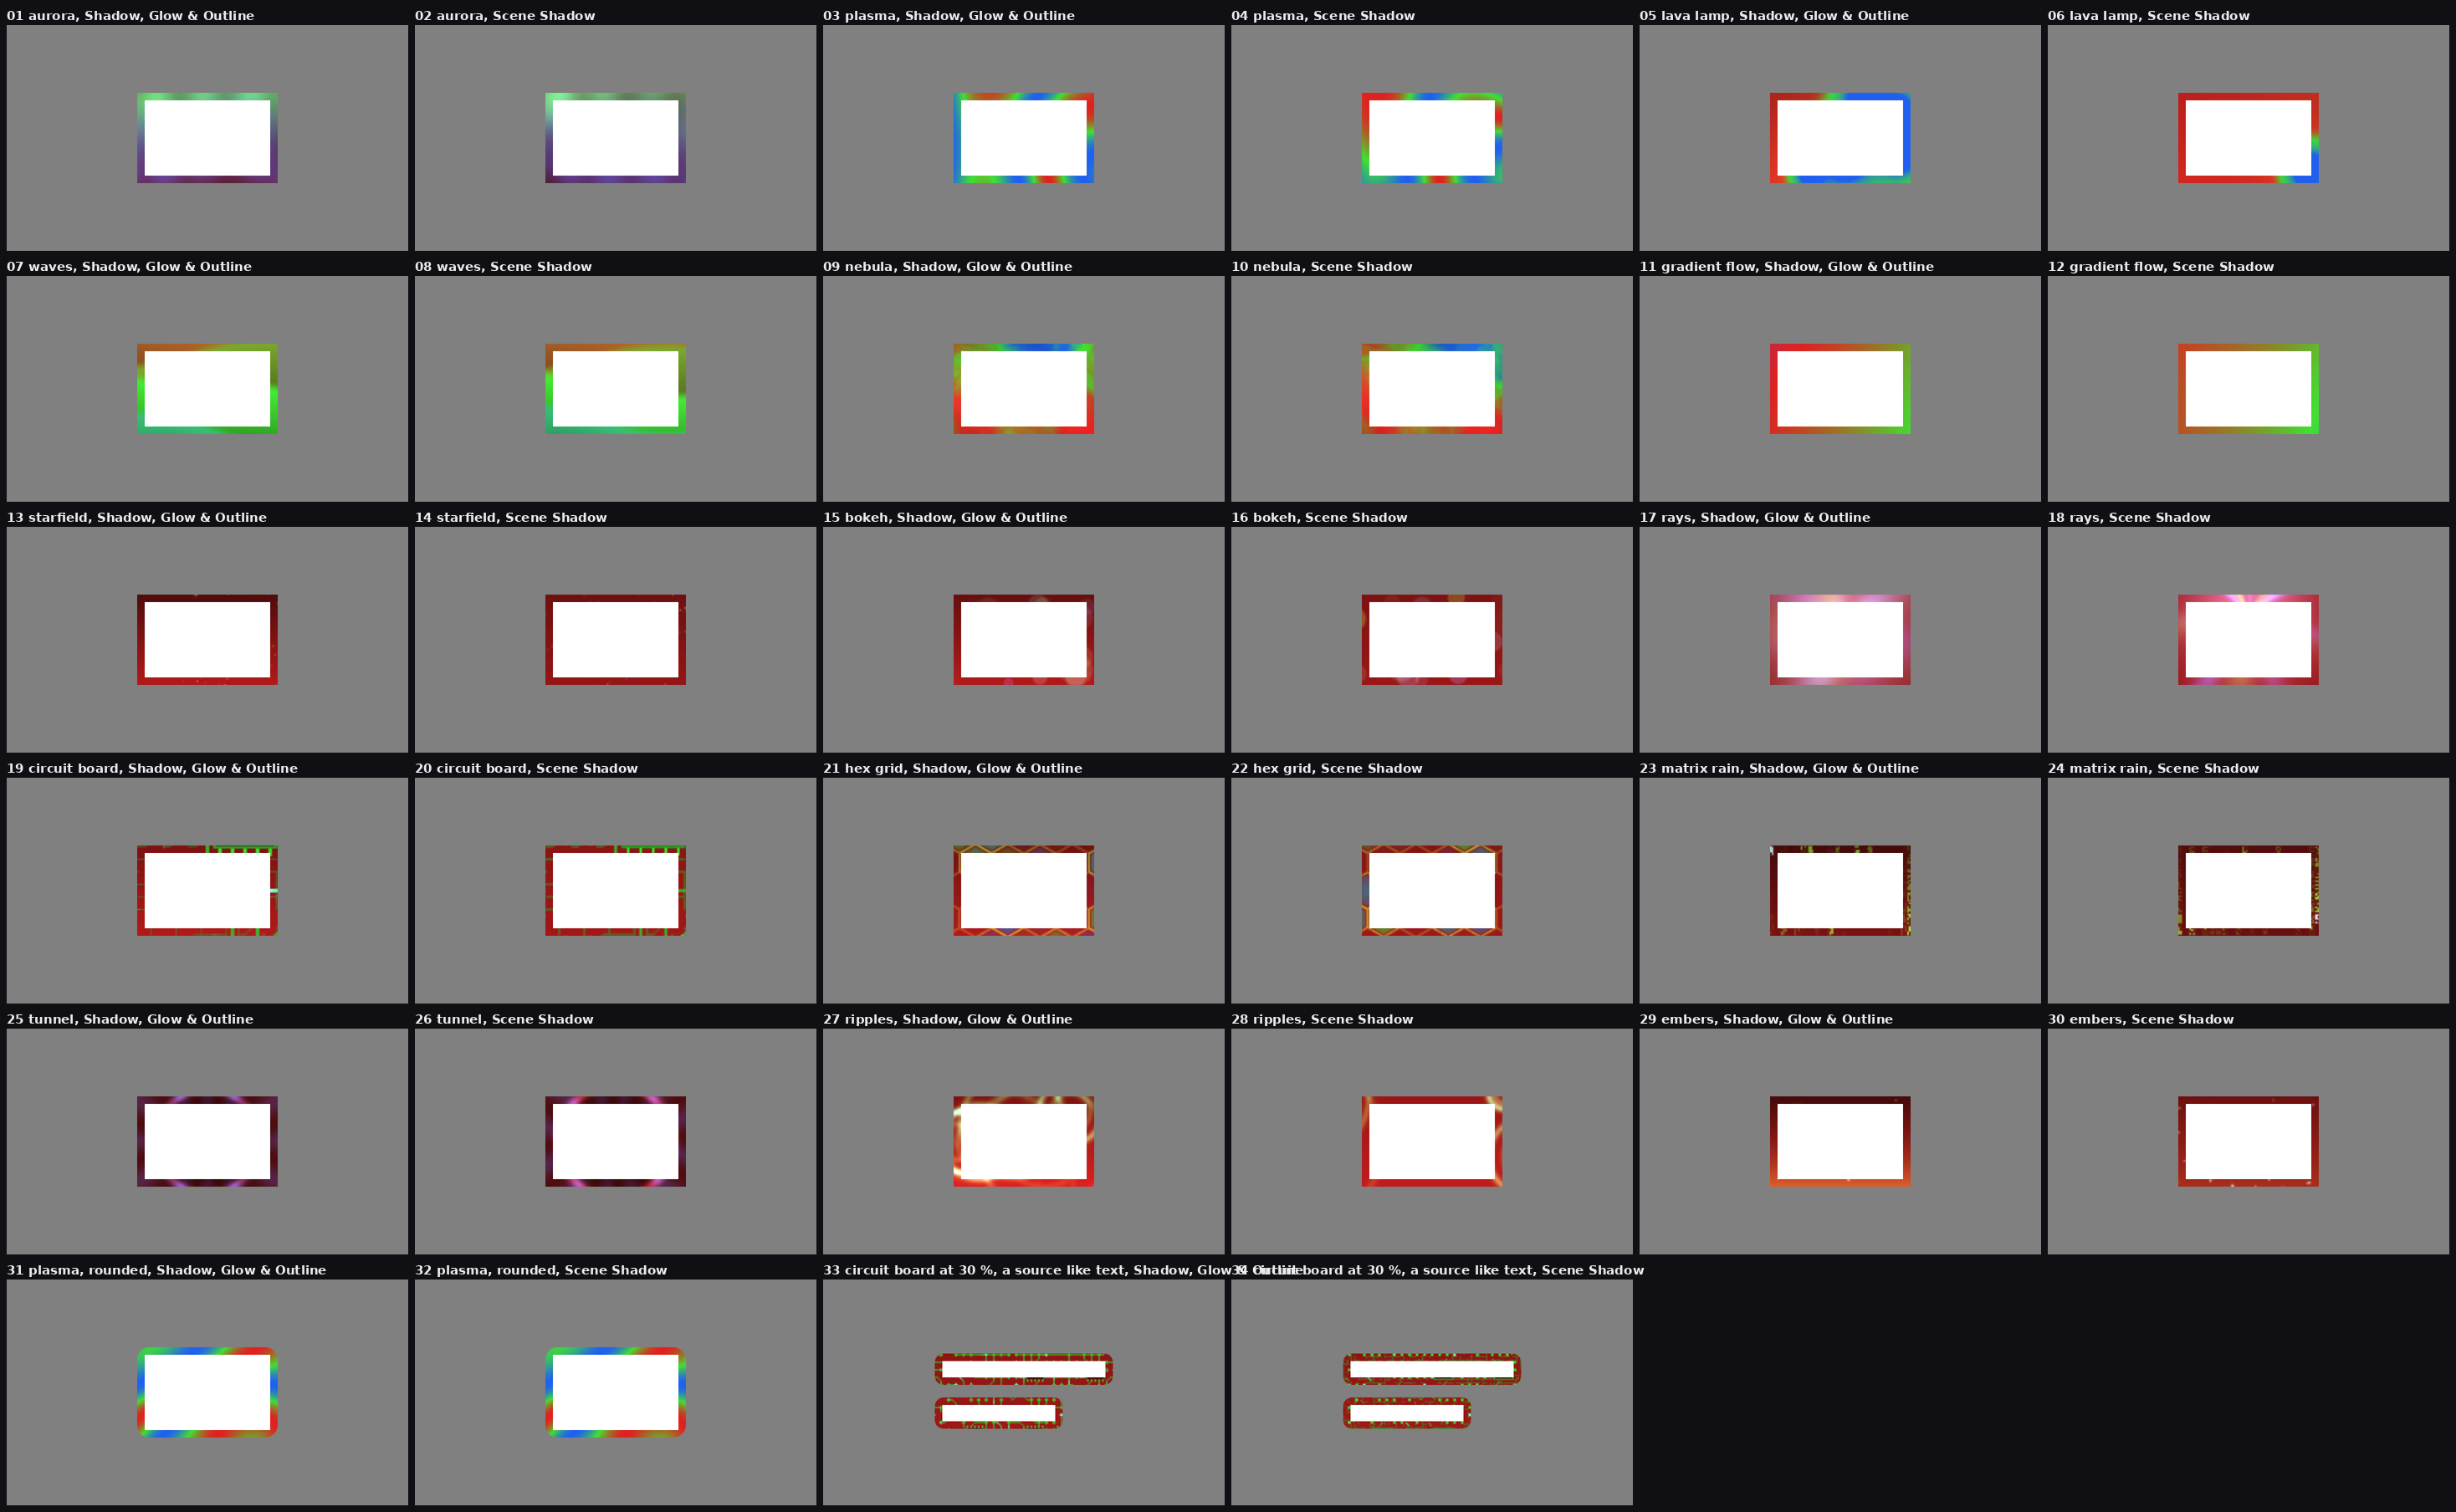 01 aurora, Shadow, Glow & Outline
02 aurora, Scene Shadow
03 plasma, Shadow, Glow & Outline
04 plasma, Scene Shadow
05 lava lamp, Shadow, Glow & Outline
06 lava lamp, Scene Shadow
07 waves, Shadow, Glow & Outline
08 waves, Scene Shadow
09 nebula, Shadow, Glow & Outline
10 nebula, Scene Shadow
11 gradient flow, Shadow, Glow & Outline
12 gradient flow, Scene Shadow
13 starfield, Shadow, Glow & Outline
14 starfield, Scene Shadow
15 bokeh, Shadow, Glow & Outline
16 bokeh, Scene Shadow
17 rays, Shadow, Glow & Outline
18 rays, Scene Shadow
19 circuit board, Shadow, Glow & Outline
20 circuit board, Scene Shadow
21 hex grid, Shadow, Glow & Outline
22 hex grid, Scene Shadow
23 matrix rain, Shadow, Glow & Outline
24 matrix rain, Scene Shadow
25 tunnel, Shadow, Glow & Outline
26 tunnel, Scene Shadow
27 ripples, Shadow, Glow & Outline
28 ripples, Scene Shadow
29 embers, Shadow, Glow & Outline
30 embers, Scene Shadow
31 plasma, rounded, Shadow, Glow & Outline
32 plasma, rounded, Scene Shadow
33 circuit board at 30 %, a source like text, Shadow, Glow & Outline
34 circuit board at 30 %, a source like text, Scene Shadow